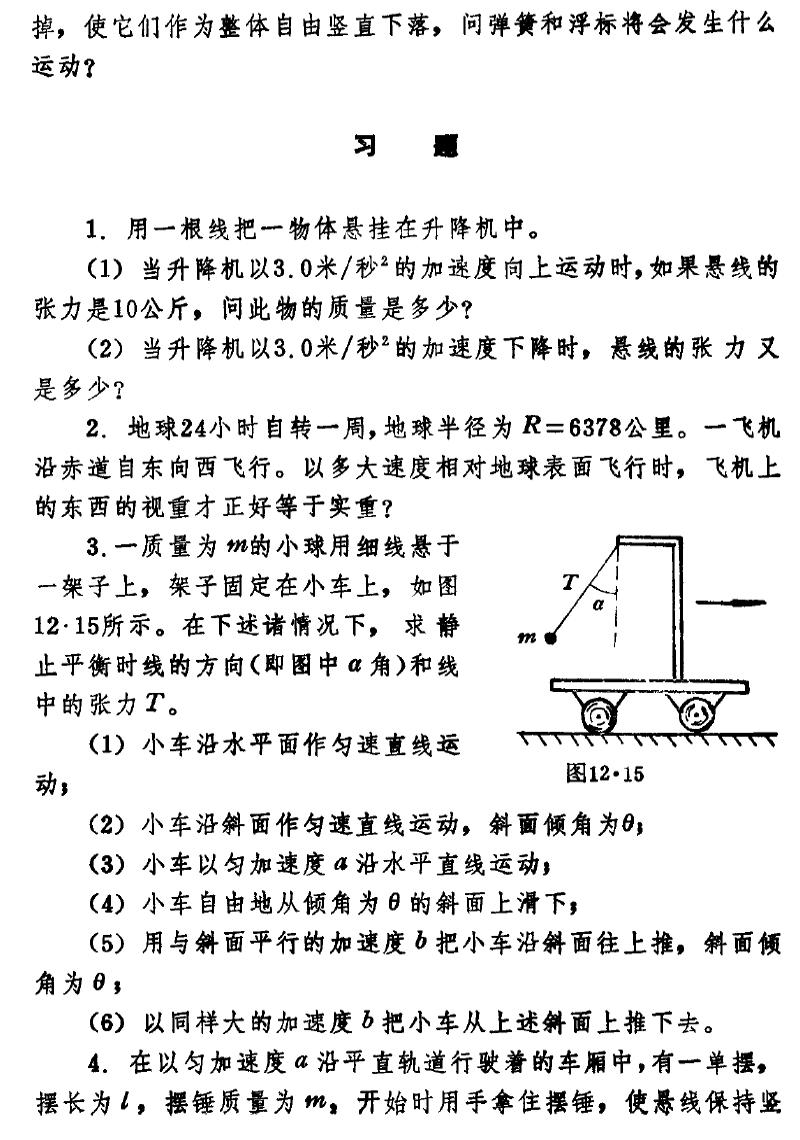 掉，使它们作为整体自由竖直下落，问弹簧和浮标将会发生什么
运动？
习 题
1. 用一根线把一物体悬挂在升降机中。
(1) 当升降机以3.0米/秒²的加速度向上运动时，如果悬线的
张力是10公斤，问此物的质量是多少？
(2) 当升降机以3.0米/秒²的加速度下降时，悬线的张力又
是多少？
2. 地球24小时自转一周，地球半径为 R=6378公里。一飞机
沿赤道自东向西飞行。以多大速度相对地球表面飞行时，飞机上
的东西的视重才正好等于实重？
3. 一质量为 m的小球用细线悬于
一架子上，架子固定在小车上，如图
12·15所示。在下述诸情况下，求静
止平衡时线的方向(即图中 α 角)和线
中的张力 T。
(1) 小车沿水平面作匀速直线运
动；
T
α
m
图12·15
(2) 小车沿斜面作匀速直线运动，斜面倾角为θ；
(3) 小车以匀加速度 a 沿水平直线运动；
(4) 小车自由地从倾角为 θ 的斜面上滑下；
(5) 用与斜面平行的加速度 b 把小车沿斜面往上推，斜面倾
角为 θ；
(6) 以同样大的加速度 b 把小车从上述斜面上推下去。
4. 在以匀加速度 a 沿平直轨道行驶着的车厢中，有一单摆，
摆长为 l，摆锤质量为 m。开始时用手拿住摆锤，使悬线保持竖